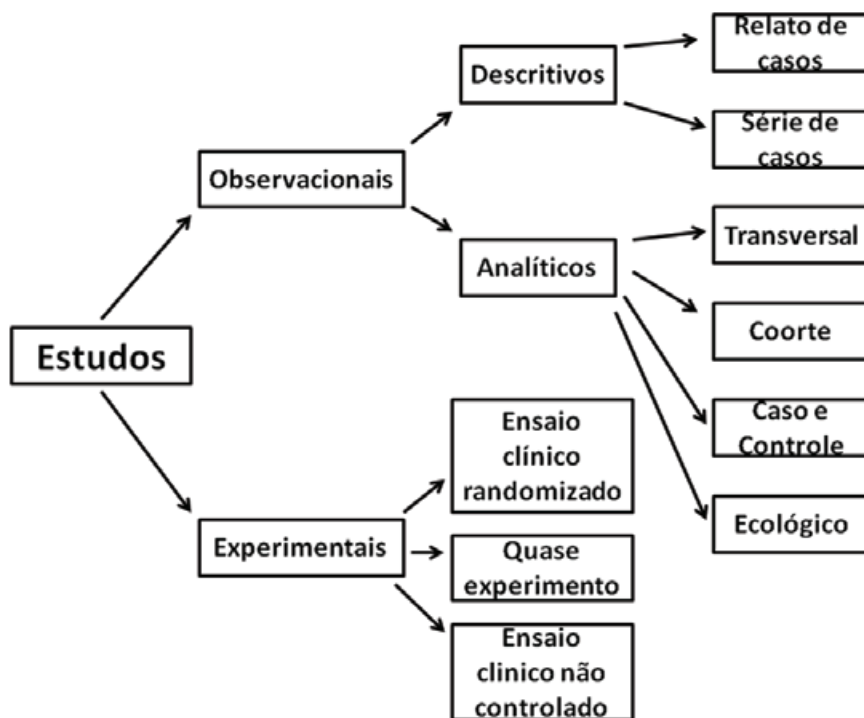 Estudos
Observacionais
Descritivos
Relato de
casos
Série de
casos
Analíticos
Transversal
Coorte
Caso e
Controle
Ecológico
Experimentais
Ensaio
clínico
randomizado
Quase
experimento
Ensaio
clinico não
controlado